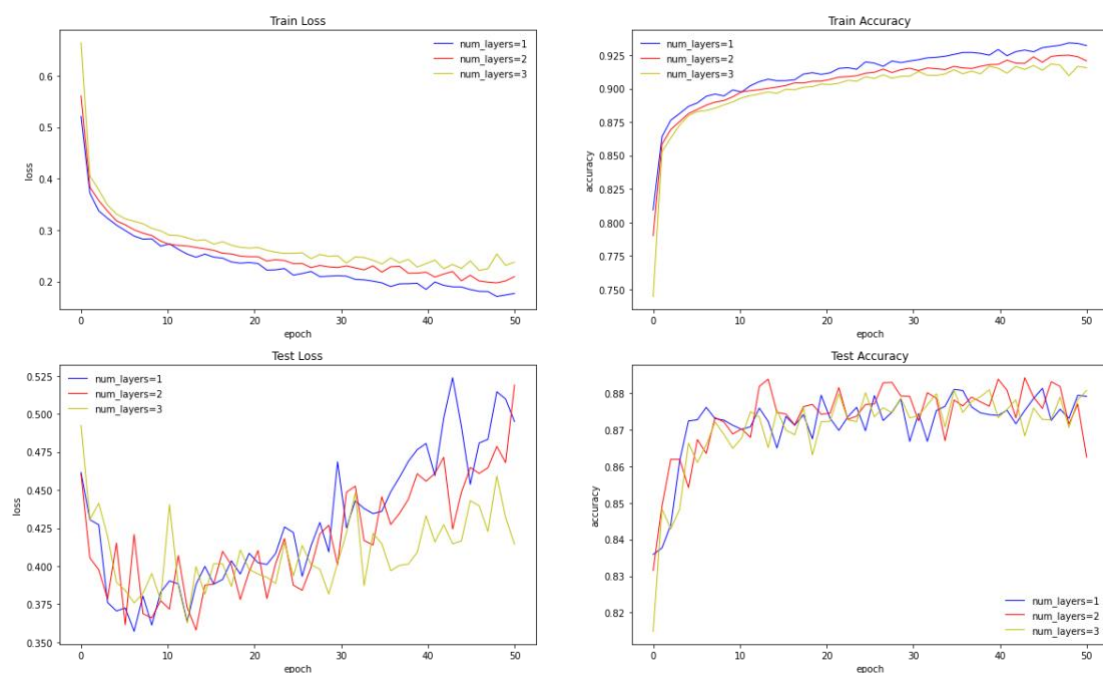 Train Loss
0.6
0.5
0.4
0.3
0.2
loss
0 10 20 30 40 50
epoch
num_layers=1
num_layers=2
num_layers=3
Train Accuracy
0.925
0.900
0.875
0.850
0.825
0.800
0.775
0.750
accuracy
0 10 20 30 40 50
epoch
num_layers=1
num_layers=2
num_layers=3
Test Loss
0.525
0.500
0.475
0.450
0.425
0.400
0.375
0.350
loss
0 10 20 30 40 50
epoch
num_layers=1
num_layers=2
num_layers=3
Test Accuracy
0.88
0.87
0.86
0.85
0.84
0.83
0.82
accuracy
0 10 20 30 40 50
epoch
num_layers=1
num_layers=2
num_layers=3